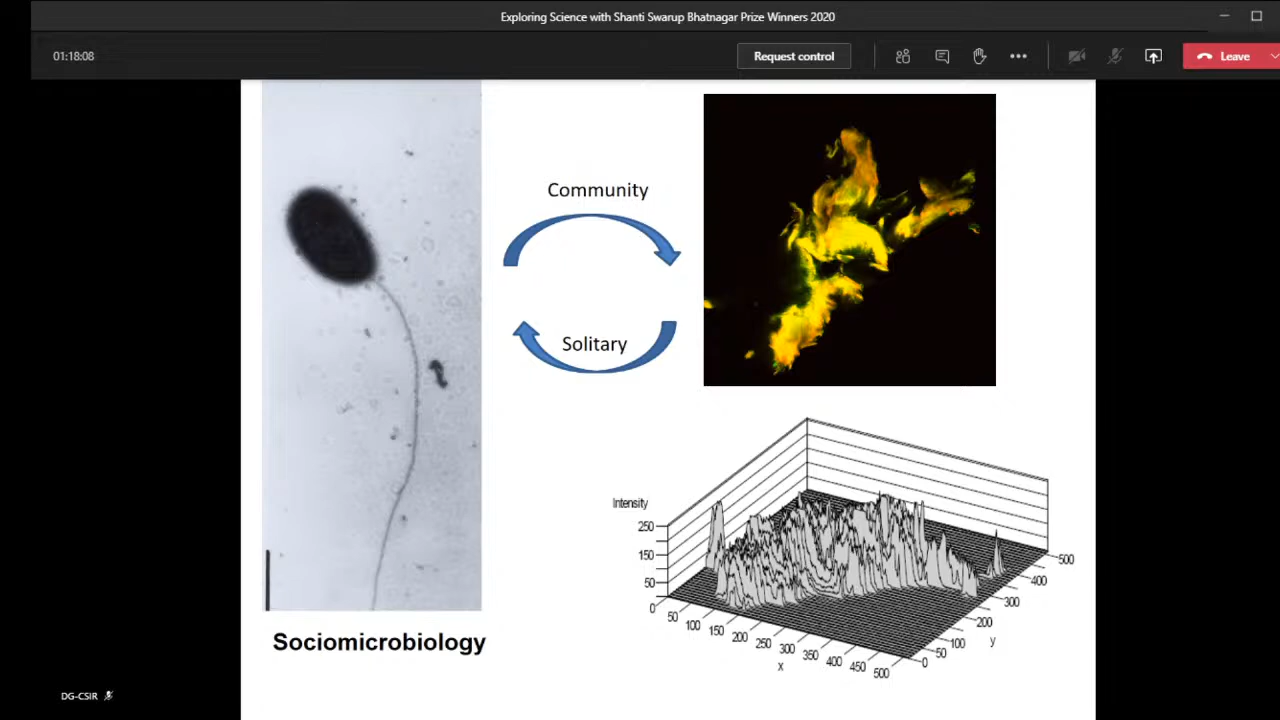 Exploring Science with Shanti Swarup Bhatnagar Prize Winners 2020
01:18:08
Request control
Leave
Community
Solitary
Intensity
250
150
50
0
50
100
150
200
250
300
350
400
450
500
x
0
50
100
200
300
400
500
y
Sociomicrobiology
DG-CSIR